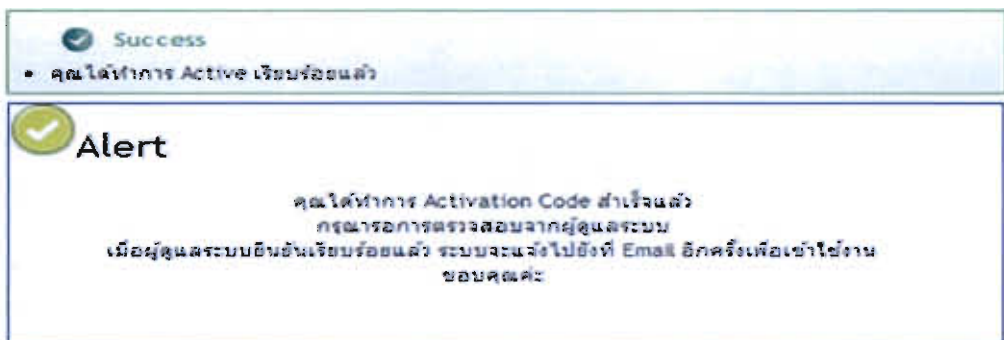 Success
• คุณได้ทำการ Active เรียบร้อยแล้ว
Alert
คุณได้ทำการ Activation Code สำเร็จแล้ว
กรุณารอการตรวจสอบจากผู้ดูแลระบบ
เมื่อผู้ดูแลระบบยืนยันเรียบร้อยแล้ว ระบบจะแจ้งไปยังที่ Email อีกครั้งเพื่อเข้าใช้งาน
ขอบคุณค่ะ